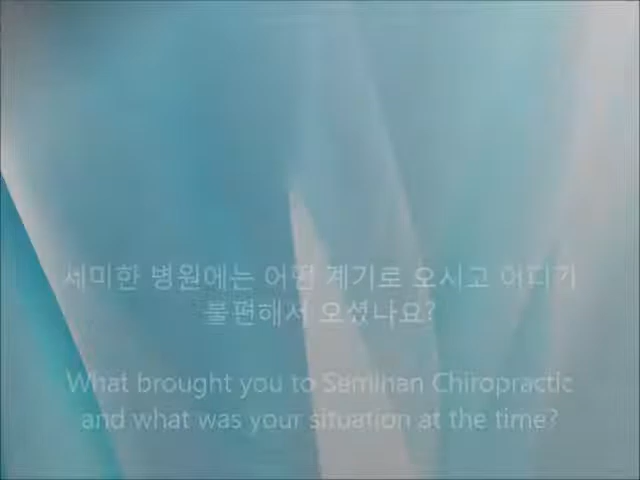 세미한 병원에는 어떤 계기로 오시고 어디가
불편해서 오셨나요?
What brought you to Semihan Chiropractic
and what was your situation at the time?